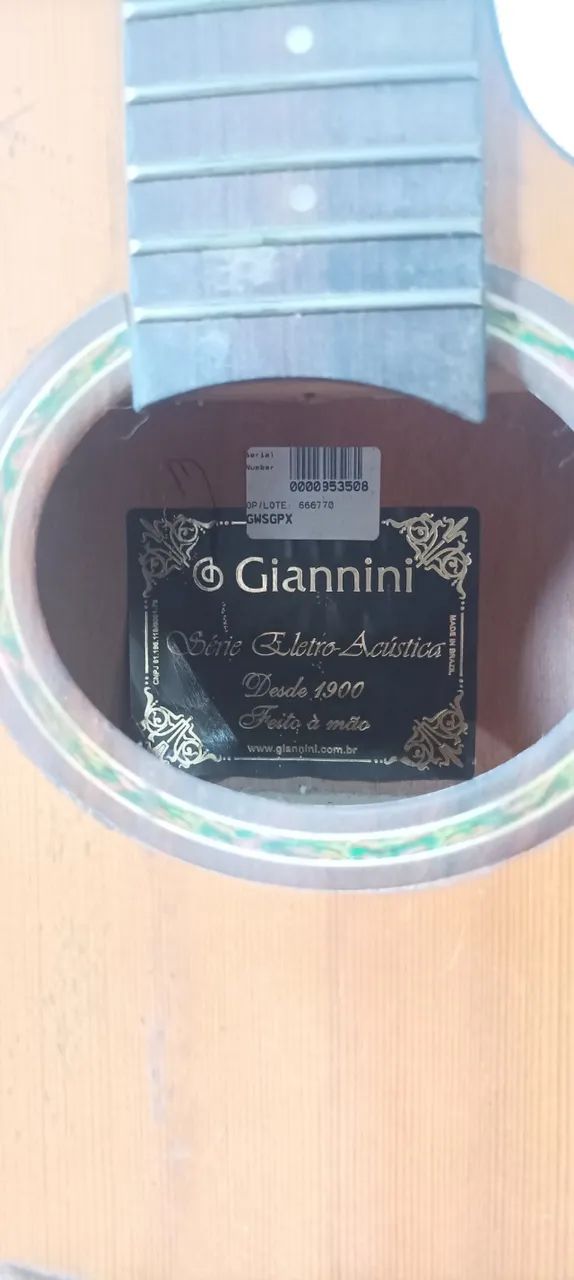 Serial
Number
0000953508
OP/LOTE: 666770
GWSGPX
Giannini
Série Eletro-Acústica
Desde 1900
Feito à mão
www.giannini.com.br
MADE IN BRAZIL